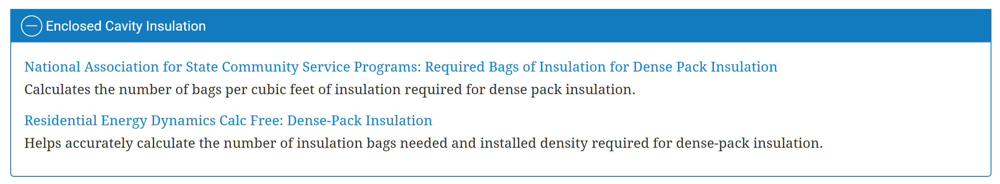 Enclosed Cavity Insulation
National Association for State Community Service Programs: Required Bags of Insulation for Dense Pack Insulation
Calculates the number of bags per cubic feet of insulation required for dense pack insulation.
Residential Energy Dynamics Calc Free: Dense-Pack Insulation
Helps accurately calculate the number of insulation bags needed and installed density required for dense-pack insulation.